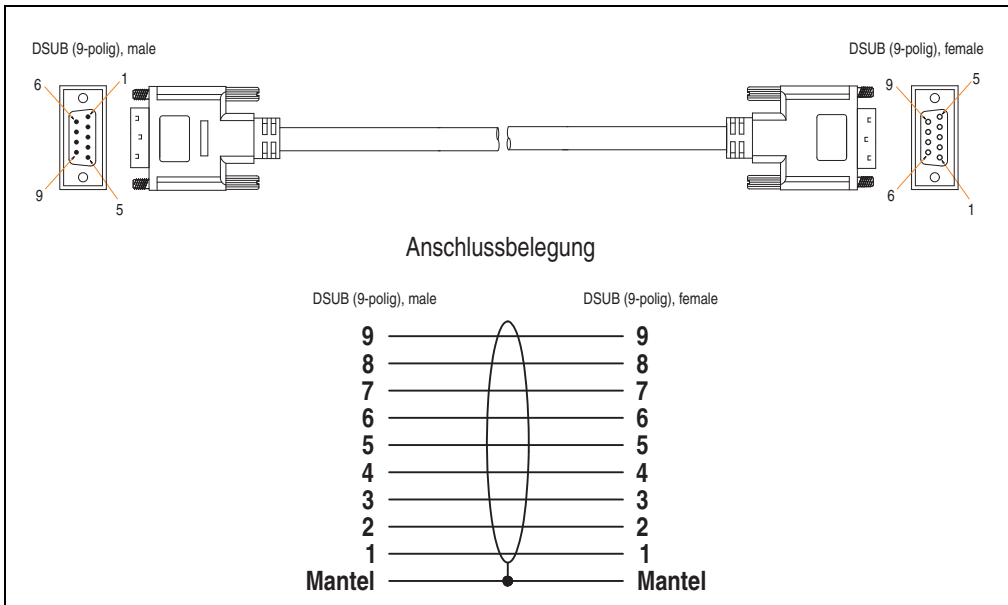 DSUB (9-polig), male DSUB (9-polig), female
6 1 9 5
9 5 6 1
Anschlussbelegung
DSUB (9-polig), male DSUB (9-polig), female
9 9
8 8
7 7
6 6
5 5
4 4
3 3
2 2
1 1
Mantel Mantel